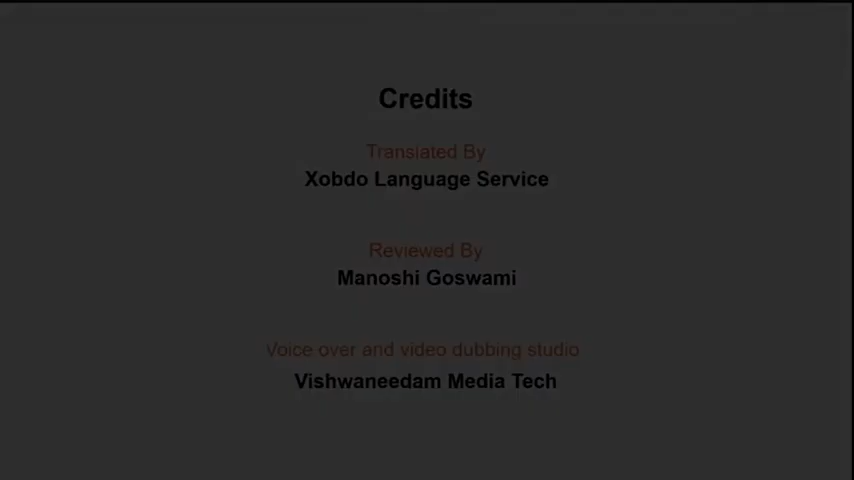 Credits
Translated By
Xobdo Language Service
Reviewed By
Manoshi Goswami
Voice over and video dubbing studio
Vishwaneedam Media Tech